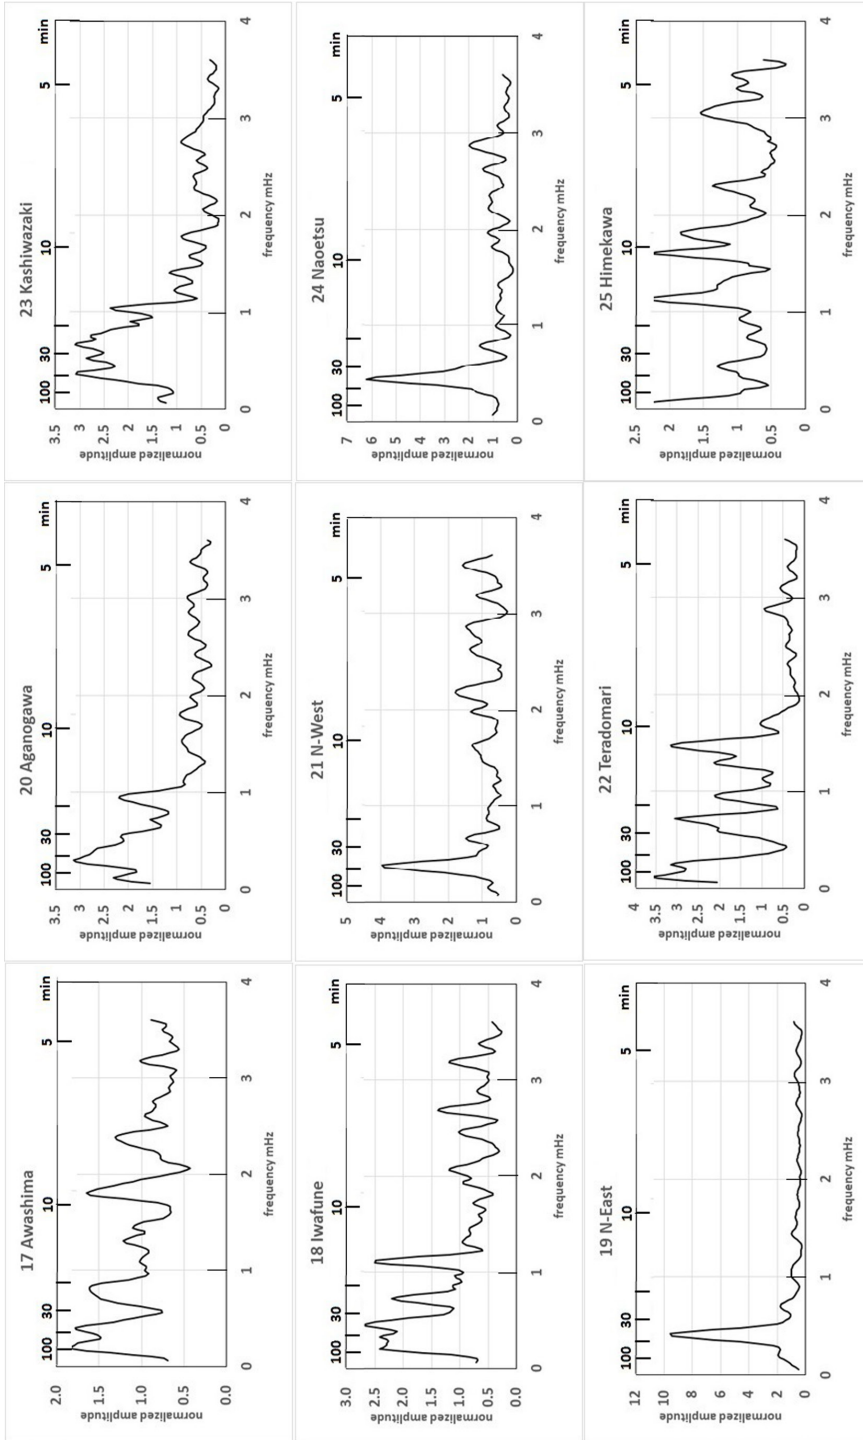 17 Awashima
100 30 10 5 min
2.0
1.5
1.0
0.5
0.0
normalized amplitude
0 1 2 3 4
frequency mHz
20 Aganogawa
100 30 10 5 min
3.5
3
2.5
2
1.5
1
0.5
0
normalized amplitude
0 1 2 3 4
frequency mHz
23 Kashiwazaki
100 30 10 5 min
3.5
3
2.5
2
1.5
1
0.5
0
normalized amplitude
0 1 2 3 4
frequency mHz
18 Iwafune
100 30 10 5 min
3.0
2.5
2.0
1.5
1.0
0.5
0.0
normalized amplitude
0 1 2 3 4
frequency mHz
21 N-West
100 30 10 5 min
5
4
3
2
1
0
normalized amplitude
0 1 2 3 4
frequency mHz
24 Naoetsu
100 30 10 5 min
7
6
5
4
3
2
1
0
normalized amplitude
0 1 2 3 4
frequency mHz
19 N-East
100 30 10 5 min
12
10
8
6
4
2
0
normalized amplitude
0 1 2 3 4
frequency mHz
22 Teradomari
100 30 10 5 min
4
3.5
3
2.5
2
1.5
1
0.5
0
normalized amplitude
0 1 2 3 4
frequency mHz
25 Himekawa
100 30 10 5 min
2.5
2
1.5
1
0.5
0
normalized amplitude
0 1 2 3 4
frequency mHz